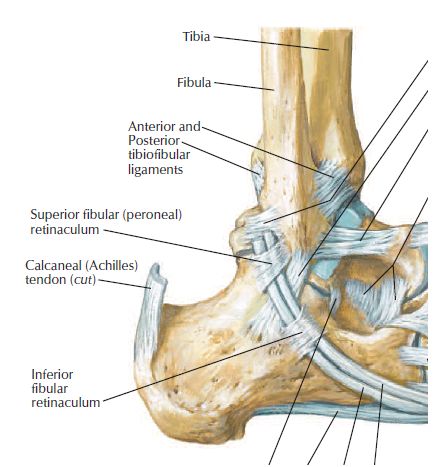 Tibia
Fibula
Anterior and
Posterior
tibiofibular
ligaments
Superior fibular (peroneal)
retinaculum
Calcaneal (Achilles)
tendon (cut)
Inferior
fibular
retinaculum